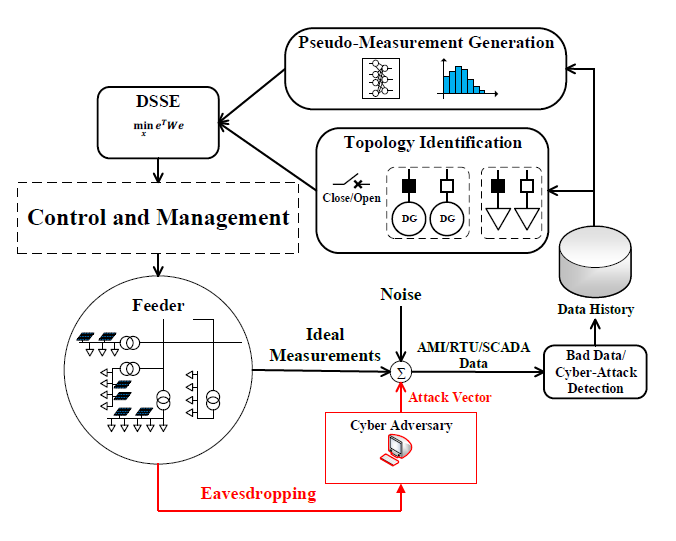 Pseudo-Measurement Generation
DSSE
min e^T W e
x
Topology Identification
Close/Open
DG
DG
Control and Management
Data History
Feeder
Noise
Ideal
Measurements
Σ
AMI/RTU/SCADA
Data
Bad Data/
Cyber-Attack
Detection
Attack Vector
Cyber Adversary
Eavesdropping